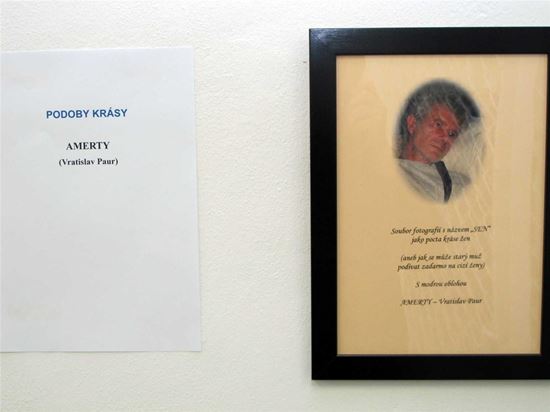 PODOBY KRÁSY
AMERTY
(Vratislav Paur)
Soubor fotografií s názvem „SEN"
jako pocta kráse žen
(aneb jak se může starý muž
podívat zadarmo na cizí ženy)
S modrou oblohou
AMERTY – Vratislav Paur